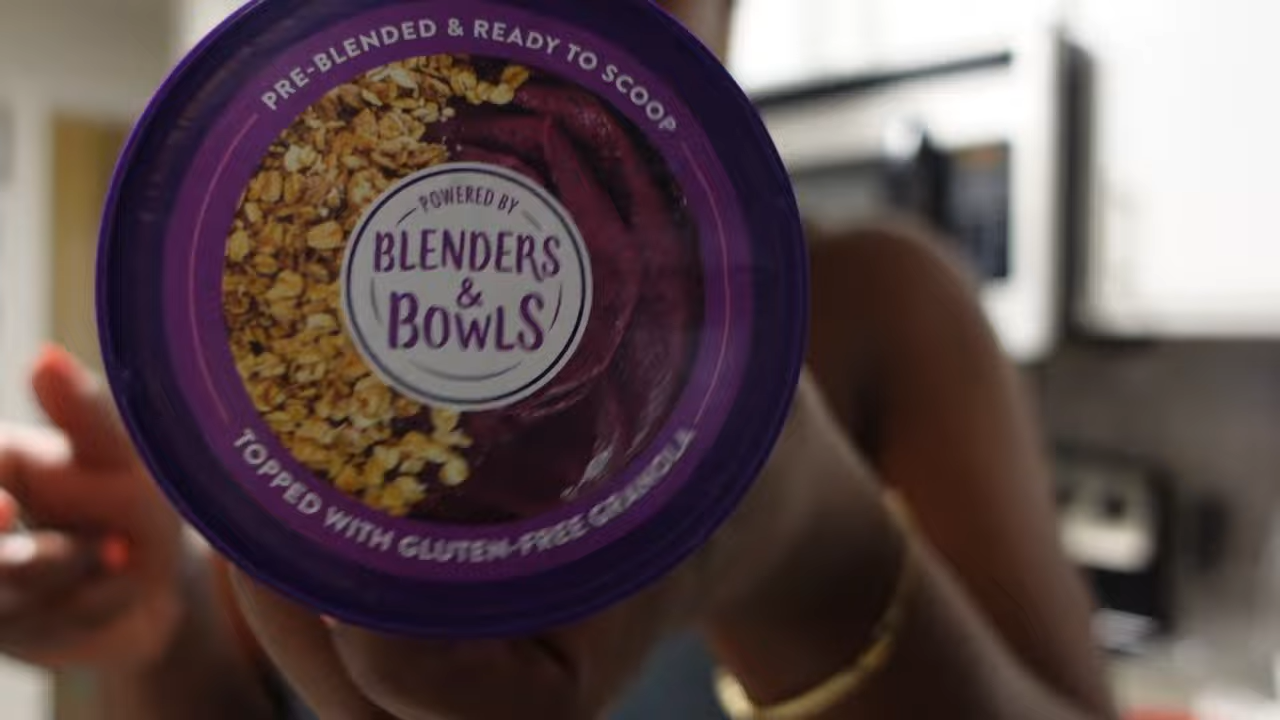 PRE-BLENDED & READY TO SCOOP
POWERED BY
BLENDERS
&
BOWLS
TOPPED WITH GLUTEN-FREE GRANOLA